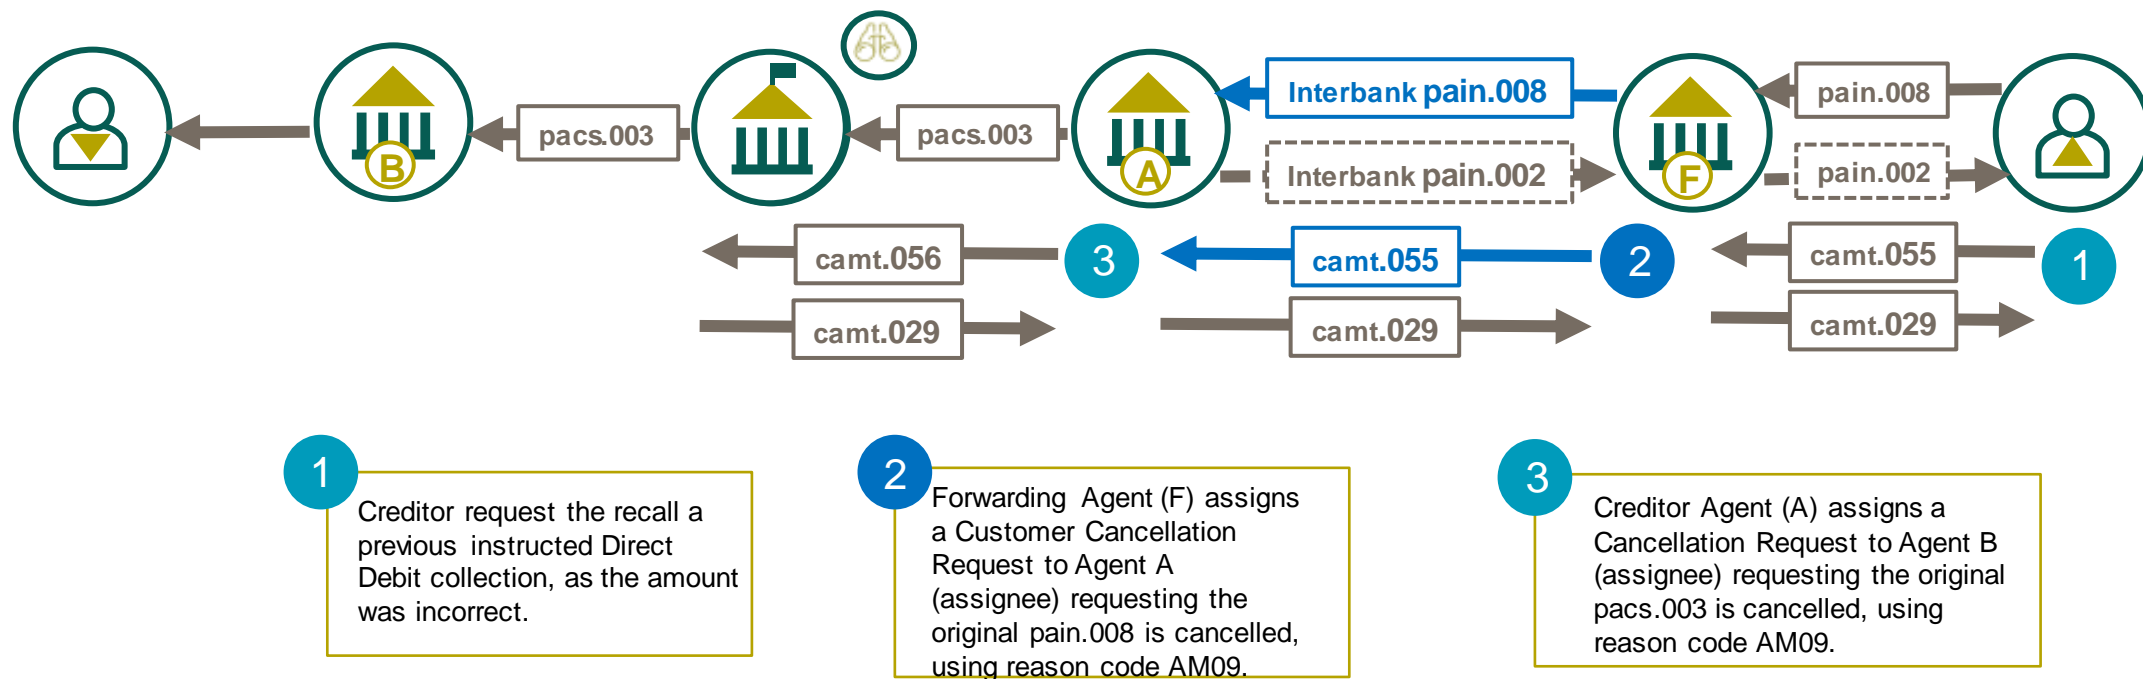 Interbank pain.008
pain.008
pacs.003
pacs.003
B
A
F
Interbank pain.002
pain.002
camt.056
3
camt.055
2
camt.055
1
camt.029
camt.029
camt.029
1
Creditor request the recall a
previous instructed Direct
Debit collection, as the amount
was incorrect.
2
Forwarding Agent (F) assigns
a Customer Cancellation
Request to Agent A
(assignee) requesting the
original pain.008 is cancelled,
using reason code AM09.
3
Creditor Agent (A) assigns a
Cancellation Request to Agent B
(assignee) requesting the original
pacs.003 is cancelled, using
reason code AM09.